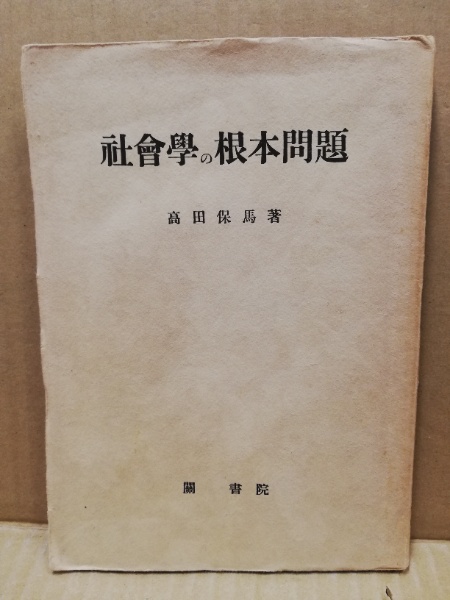 社會學の根本問題
高田保馬著
關書院